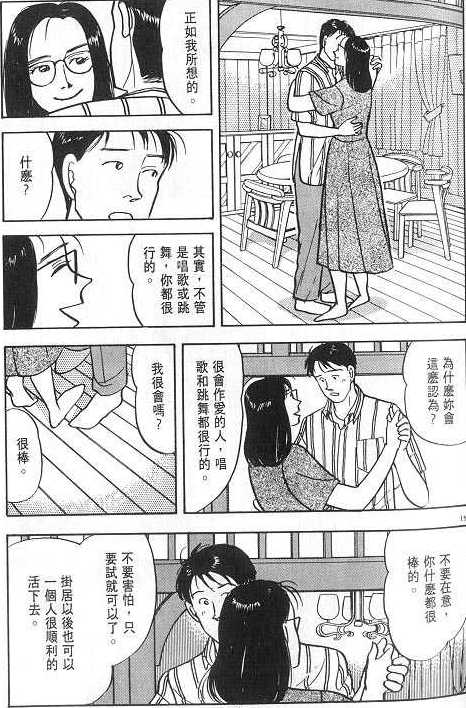 正如我所想的。
什麼？
其實，不管
是唱歌或跳
舞，你都很
行的。
為什麼妳會
這麼認為？
很會作愛的人，唱
歌和跳舞都很行的。
我很會嗎？
很棒。
不要在意，
你什麼都很
棒的。
不要害怕，只
要試就可以了。
掛居以後也可以
一個人很順利的
活下去。